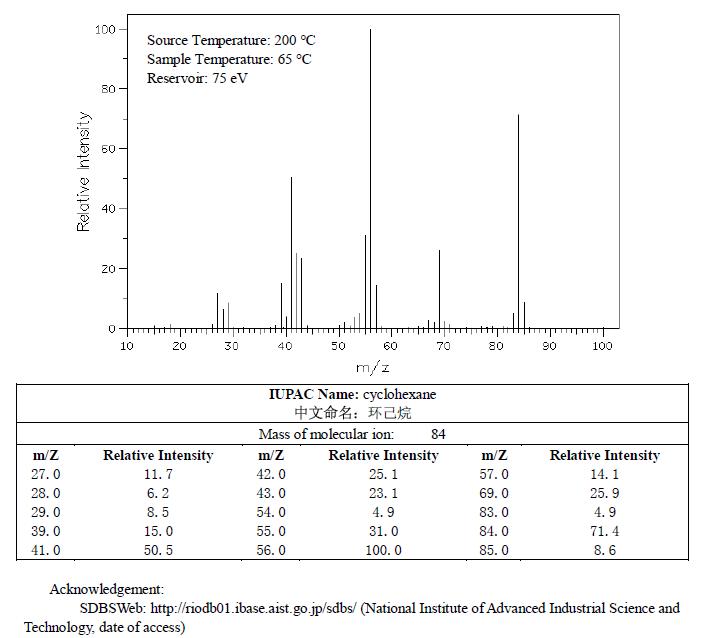 100
80
60
40
20
0
Relative Intensity
Source Temperature: 200 °C
Sample Temperature: 65 °C
Reservoir: 75 eV
10 20 30 40 50 60 70 80 90 100
m/z
IUPAC Name: cyclohexane
中文命名：环己烷
Mass of molecular ion: 84
m/Z Relative Intensity m/Z Relative Intensity m/Z Relative Intensity
27.0 11.7 42.0 25.1 57.0 14.1
28.0 6.2 43.0 23.1 69.0 25.9
29.0 8.5 54.0 4.9 83.0 4.9
39.0 15.0 55.0 31.0 84.0 71.4
41.0 50.5 56.0 100.0 85.0 8.6
Acknowledgement:
SDBSWeb: http://riodb01.ibase.aist.go.jp/sdbs/ (National Institute of Advanced Industrial Science and
Technology, date of access)